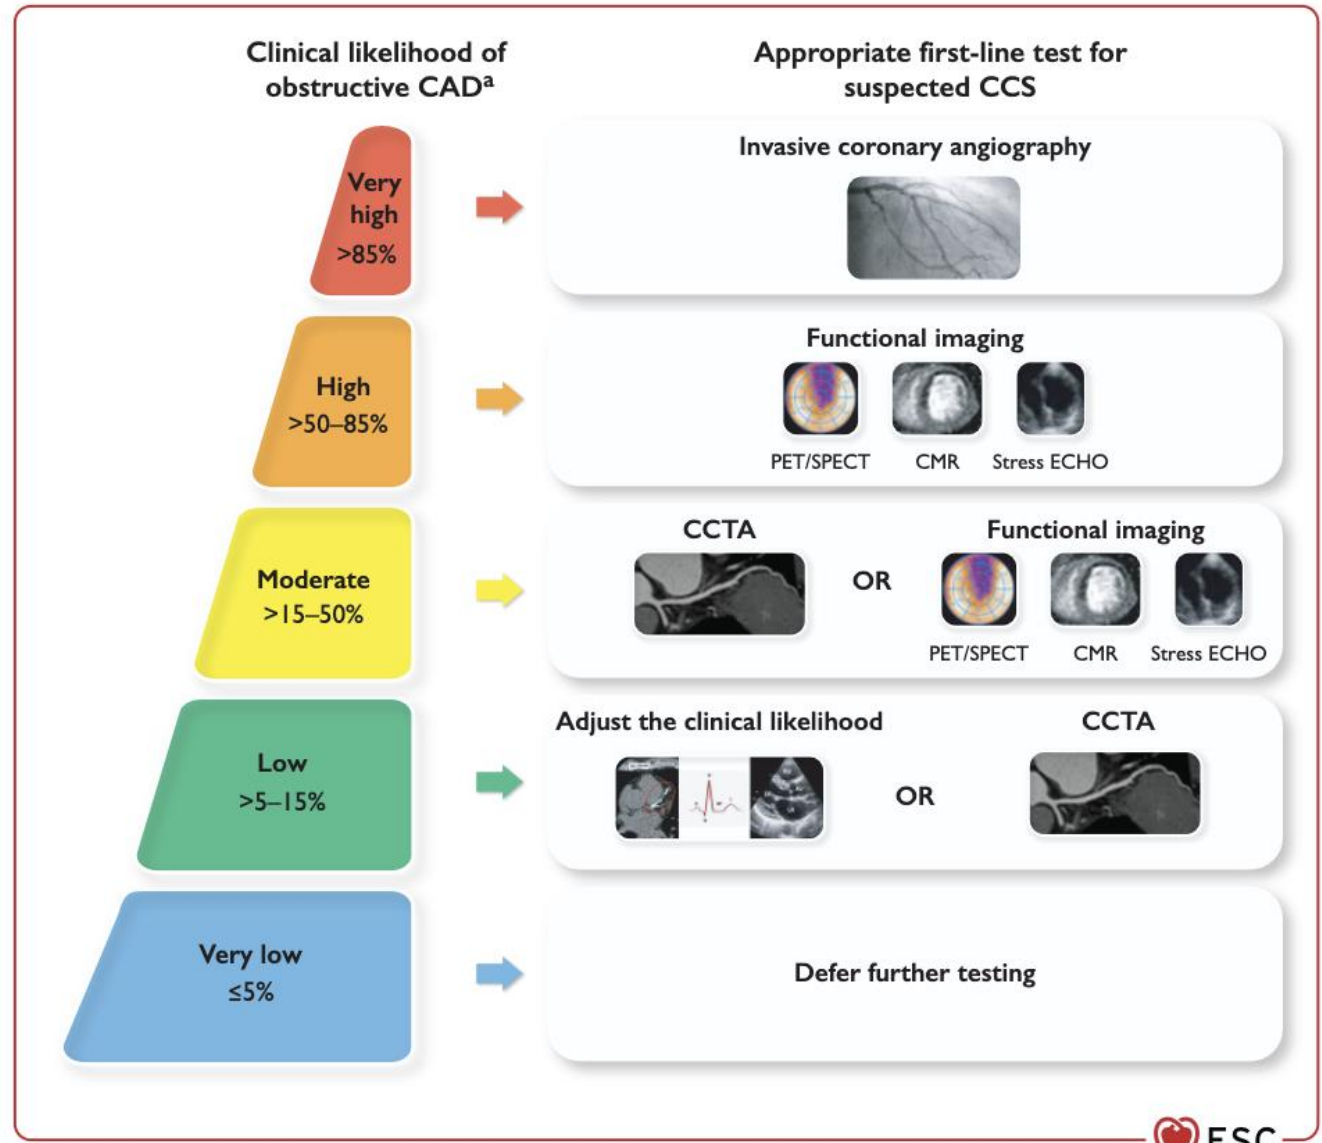 Clinical likelihood of
obstructive CADa
Appropriate first-line test for
suspected CCS
Very
high
>85%
Invasive coronary angiography
High
>50–85%
Functional imaging
PET/SPECT
CMR
Stress ECHO
Moderate
>15–50%
CCTA
OR
Functional imaging
PET/SPECT
CMR
Stress ECHO
Low
>5–15%
Adjust the clinical likelihood
OR
CCTA
Very low
≤5%
Defer further testing
ESC